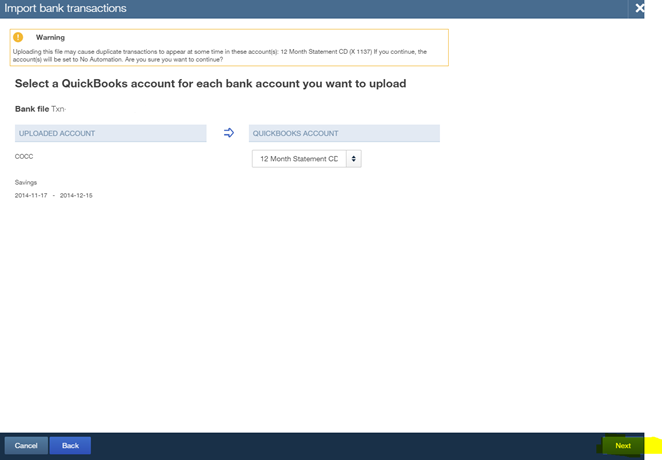 Import bank transactions
Warning
Uploading this file may cause duplicate transactions to appear at some time in these account(s): 12 Month Statement CD (X 1137) If you continue, the
account(s) will be set to No Automation. Are you sure you want to continue?
Select a QuickBooks account for each bank account you want to upload
Bank file Txn
UPLOADED ACCOUNT
QUICKBOOKS ACCOUNT
COCC
12 Month Statement CD
Savings
2014-11-17 - 2014-12-15
Cancel
Back
Next